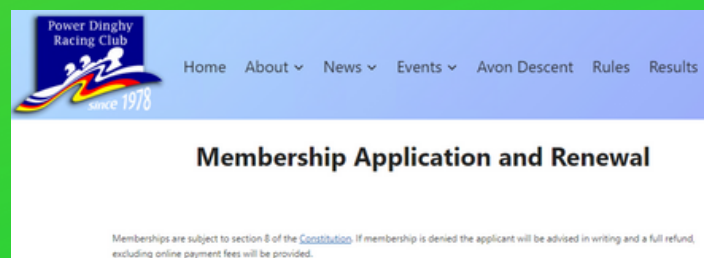 Power Dinghy
Racing Club
since 1978
Home About News Events Avon Descent Rules Results
Membership Application and Renewal
Memberships are subject to section 8 of the Constitution. If membership is denied the applicant will be advised in writing and a full refund,
excluding online payment fees will be provided.